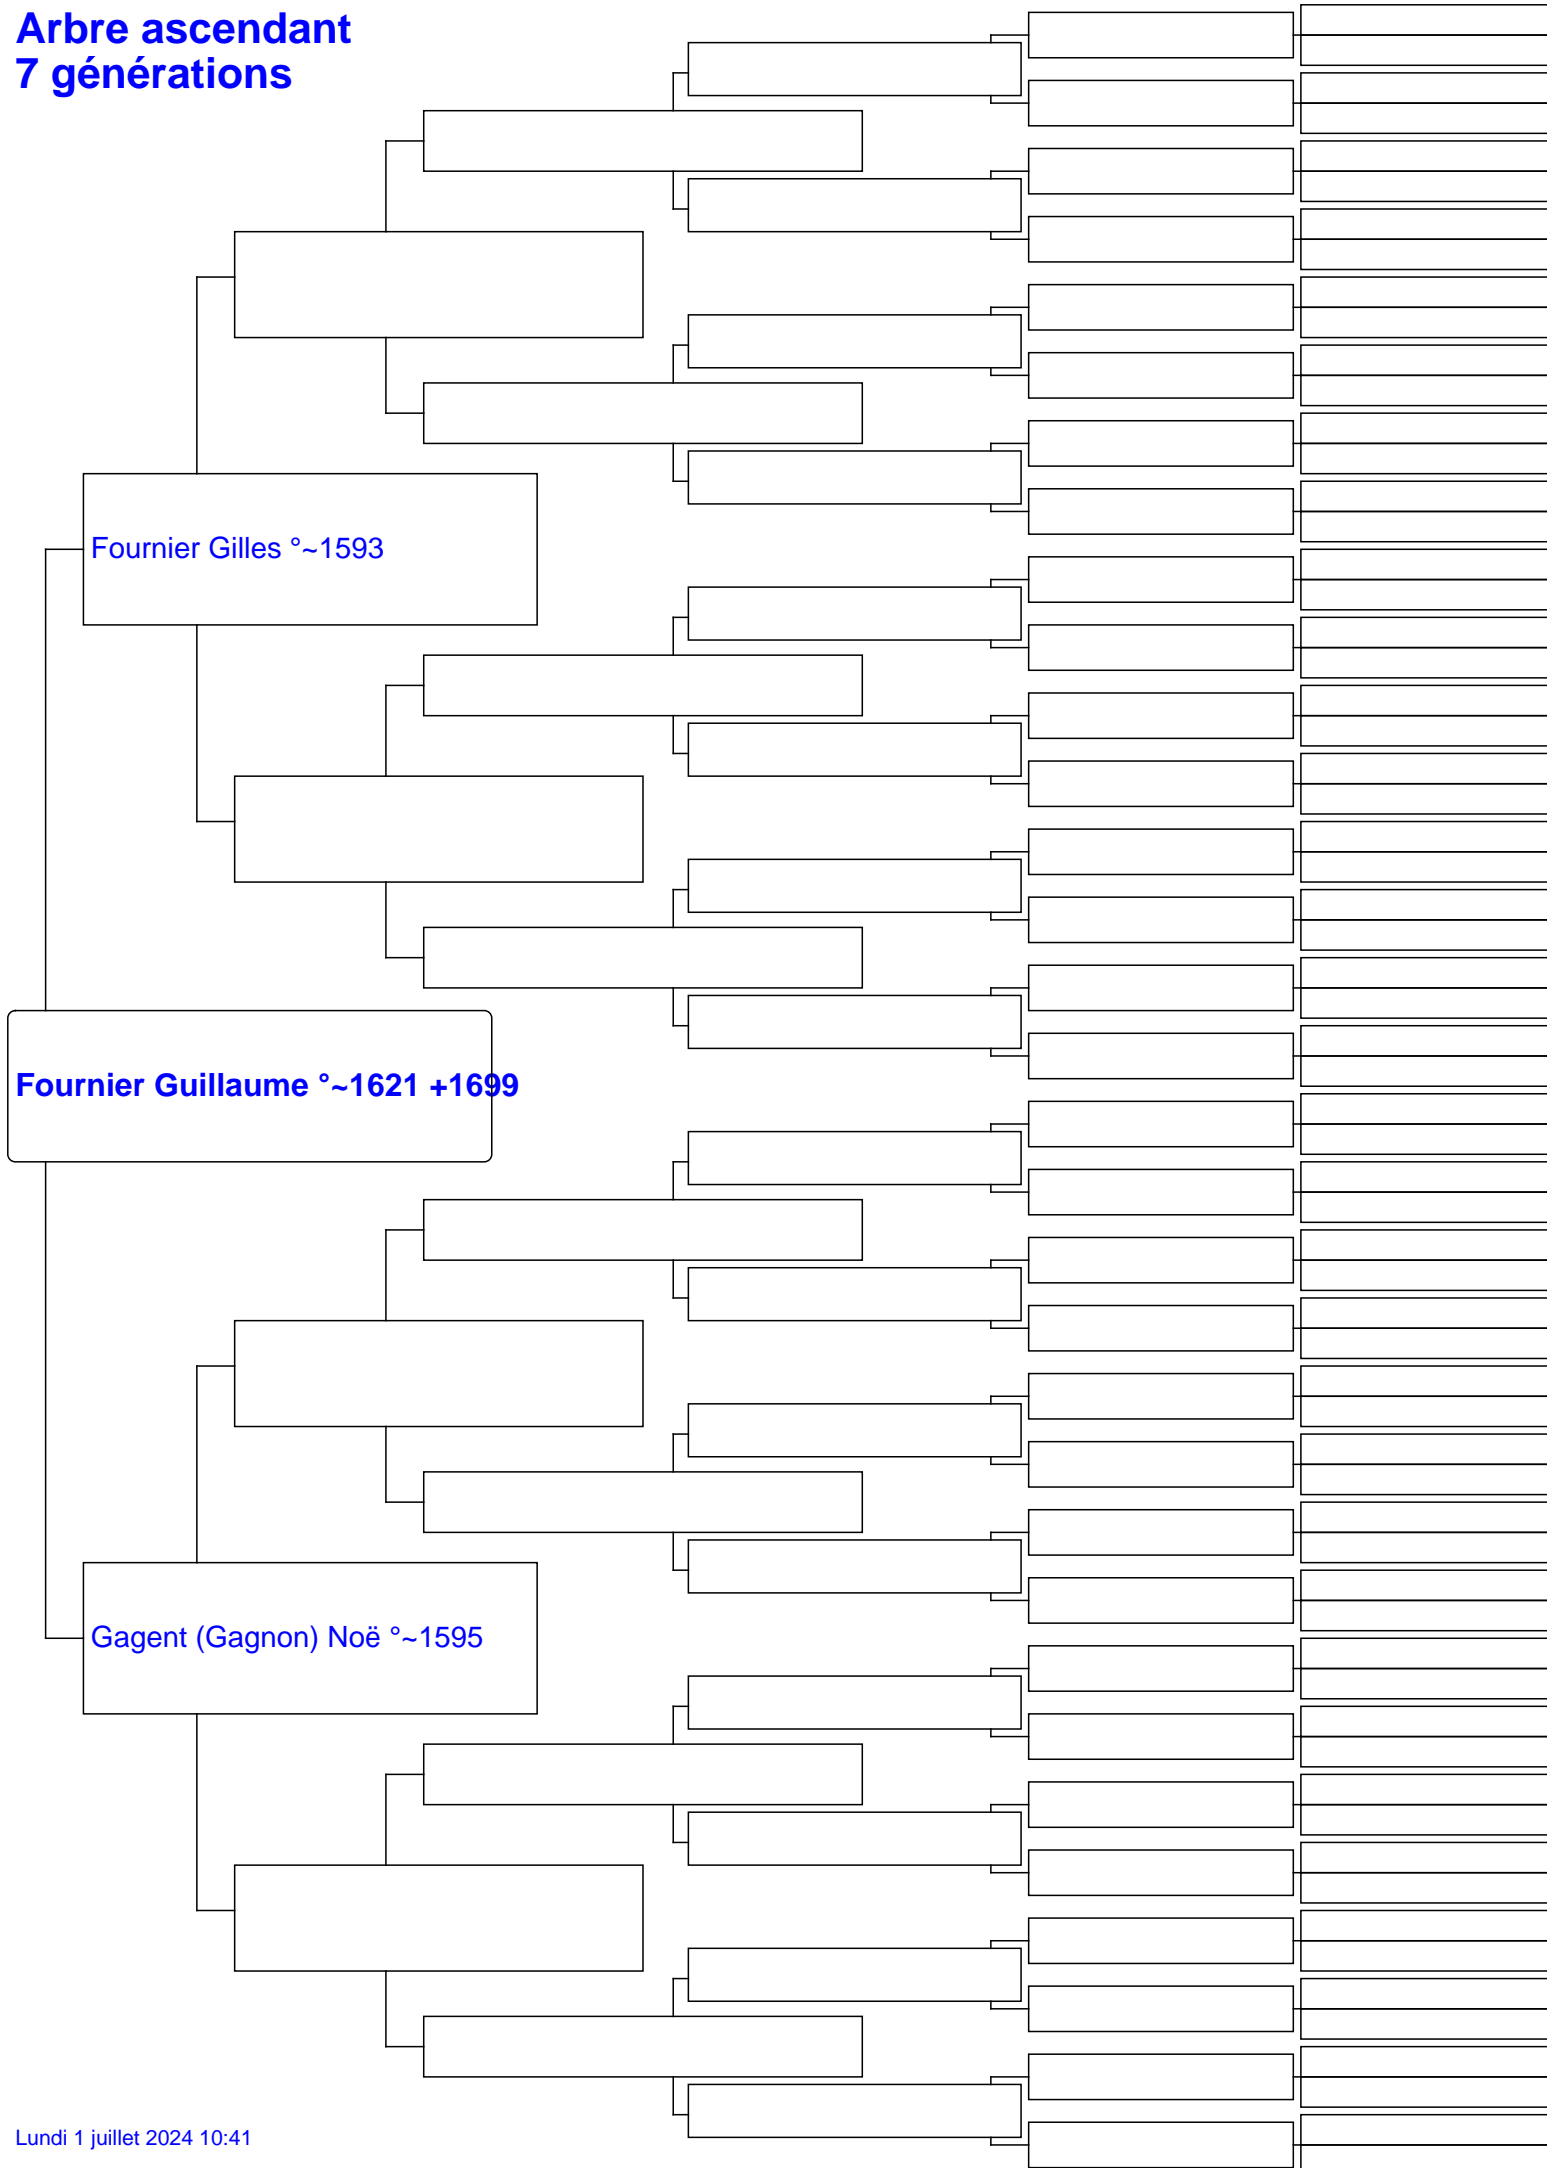 Arbre ascendant
7 générations
Fournier Gilles °~1593
Fournier Guillaume °~1621 +1699
Gagent (Gagnon) Noë °~1595
Lundi 1 juillet 2024 10:41